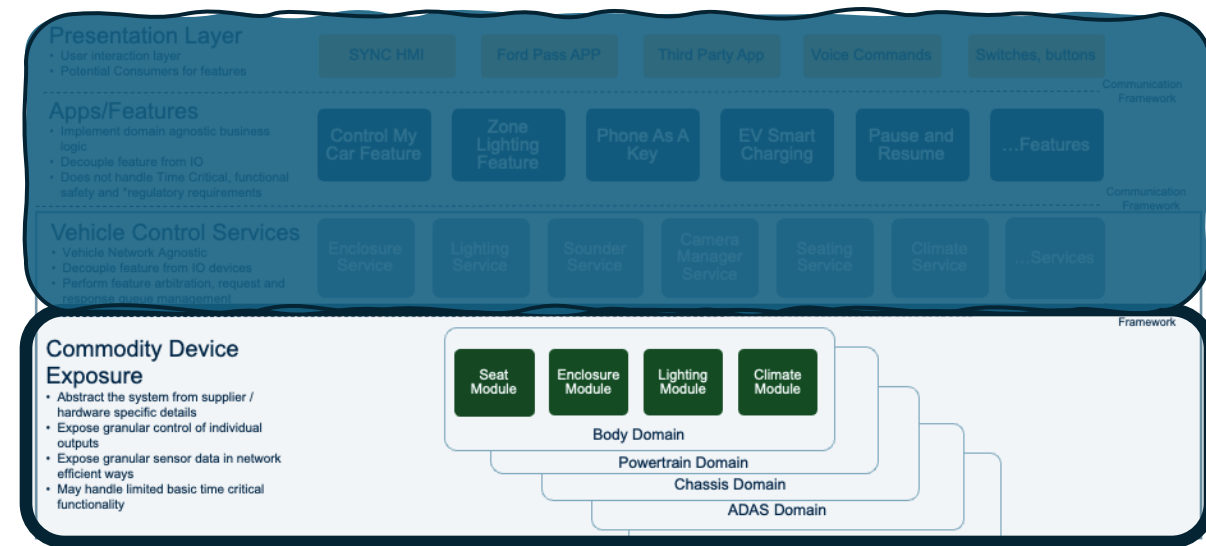 Presentation Layer
• User interaction layer
• Potential Consumers for features
SYNC HMI
Ford Pass APP
Third Party App
Voice Commands
Switches, buttons
Communication
Framework
Apps/Features
• Implement domain agnostic business
logic
• Decouple feature from IO
• Does not handle Time Critical, functional
safety and *regulatory requirements
Control My
Car Feature
Zone
Lighting
Feature
Phone As A
Key
EV Smart
Charging
Pause and
Resume
...Features
Communication
Framework
Vehicle Control Services
• Vehicle Network Agnostic
• Decouple feature from IO devices
• Perform feature arbitration, request and
response queue management
Enclosure
Service
Lighting
Service
Sounder
Service
Camera
Manager
Service
Seating
Service
Climate
Service
...Services
Framework
Commodity Device
Exposure
• Abstract the system from supplier /
hardware specific details
• Expose granular control of individual
outputs
• Expose granular sensor data in network
efficient ways
• May handle limited basic time critical
functionality
Seat
Module
Enclosure
Module
Lighting
Module
Climate
Module
Body Domain
Powertrain Domain
Chassis Domain
ADAS Domain